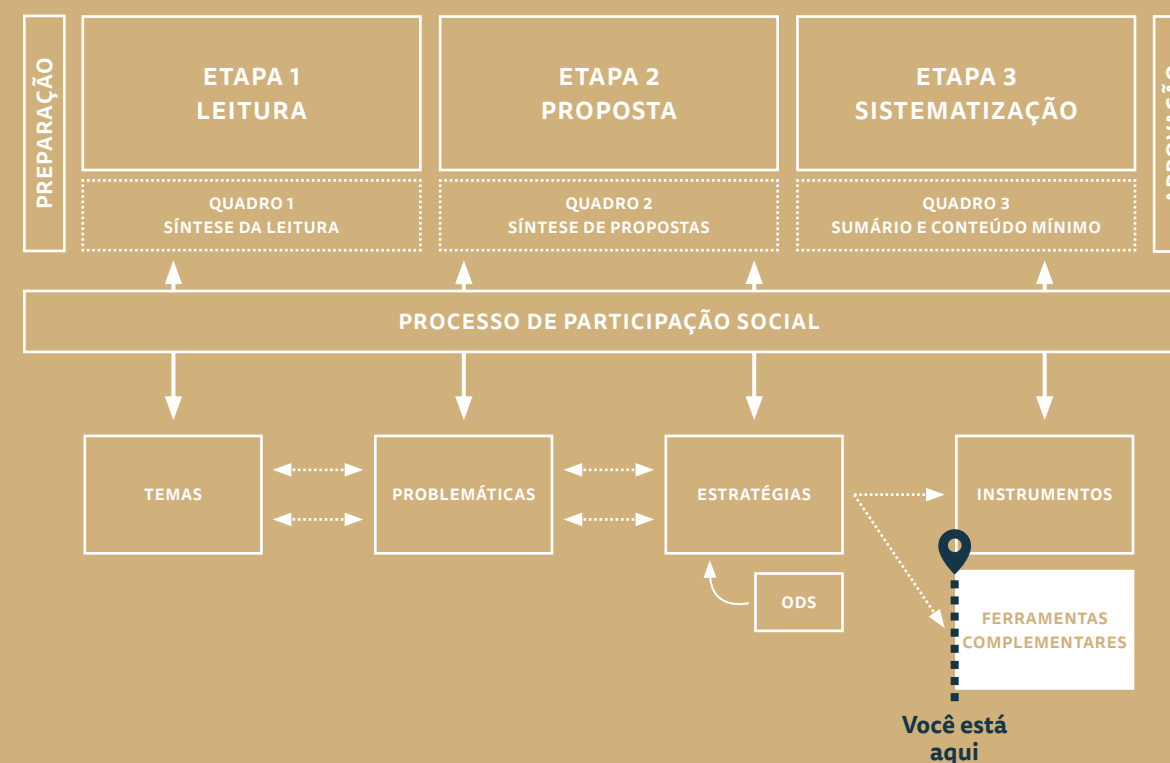 PREPARAÇÃO
ETAPA 1
LEITURA
ETAPA 2
PROPOSTA
ETAPA 3
SISTEMATIZAÇÃO
QUADRO 1
SÍNTESE DA LEITURA
QUADRO 2
SÍNTESE DE PROPOSTAS
QUADRO 3
SUMÁRIO E CONTEÚDO MÍNIMO
PROCESSO DE PARTICIPAÇÃO SOCIAL
TEMAS
PROBLEMÁTICAS
ESTRATÉGIAS
INSTRUMENTOS
ODS
FERRAMENTAS
COMPLEMENTARES
Você está
aqui